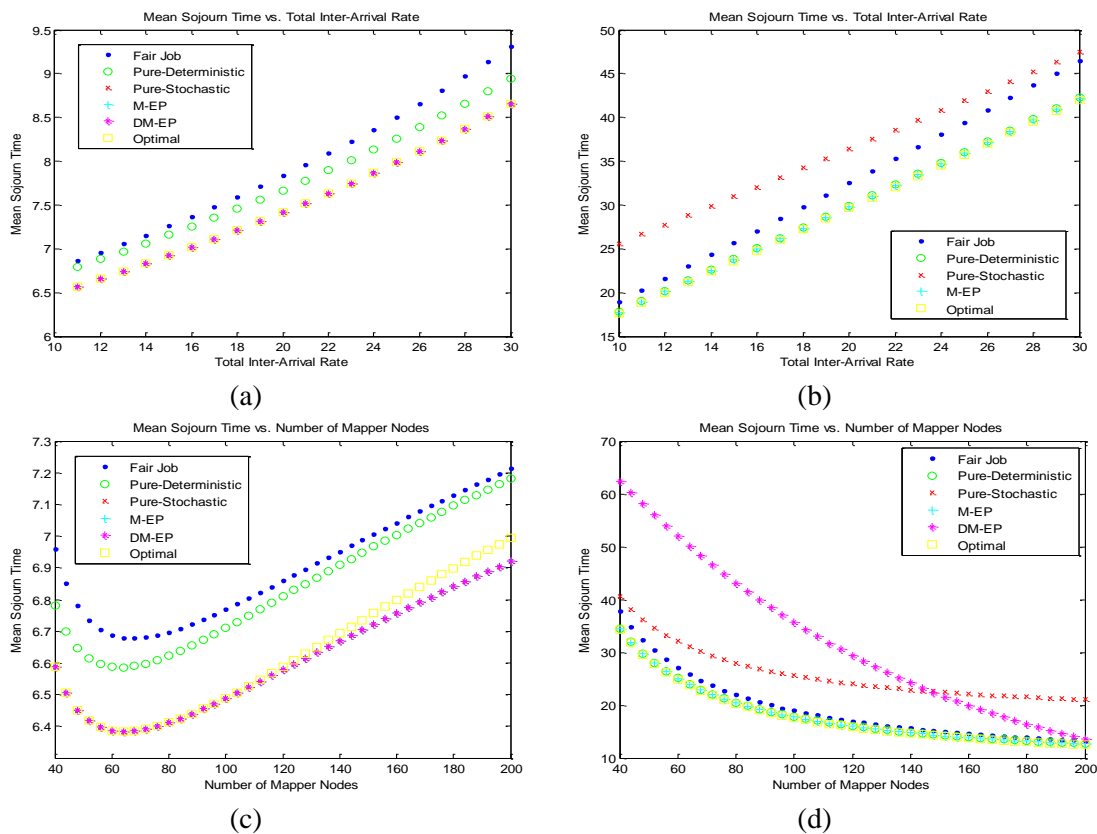 Mean Sojourn Time vs. Total Inter-Arrival Rate
9.5
9
8.5
8
7.5
7
6.5
6
10 12 14 16 18 20 22 24 26 28 30
Mean Sojourn Time
Total Inter-Arrival Rate
Fair Job
Pure-Deterministic
Pure-Stochastic
M-EP
DM-EP
Optimal
(a)
Mean Sojourn Time vs. Total Inter-Arrival Rate
50
45
40
35
30
25
20
15
10 12 14 16 18 20 22 24 26 28 30
Mean Sojourn Time
Total Inter-Arrival Rate
Fair Job
Pure-Deterministic
Pure-Stochastic
M-EP
Optimal
(b)
Mean Sojourn Time vs. Number of Mapper Nodes
7.3
7.2
7.1
7
6.9
6.8
6.7
6.6
6.5
6.4
40 60 80 100 120 140 160 180 200
Mean Sojourn Time
Number of Mapper Nodes
Fair Job
Pure-Deterministic
Pure-Stochastic
M-EP
DM-EP
Optimal
(c)
Mean Sojourn Time vs. Number of Mapper Nodes
70
60
50
40
30
20
10
40 60 80 100 120 140 160 180 200
Mean Sojourn Time
Number of Mapper Nodes
Fair Job
Pure-Deterministic
Pure-Stochastic
M-EP
DM-EP
Optimal
(d)